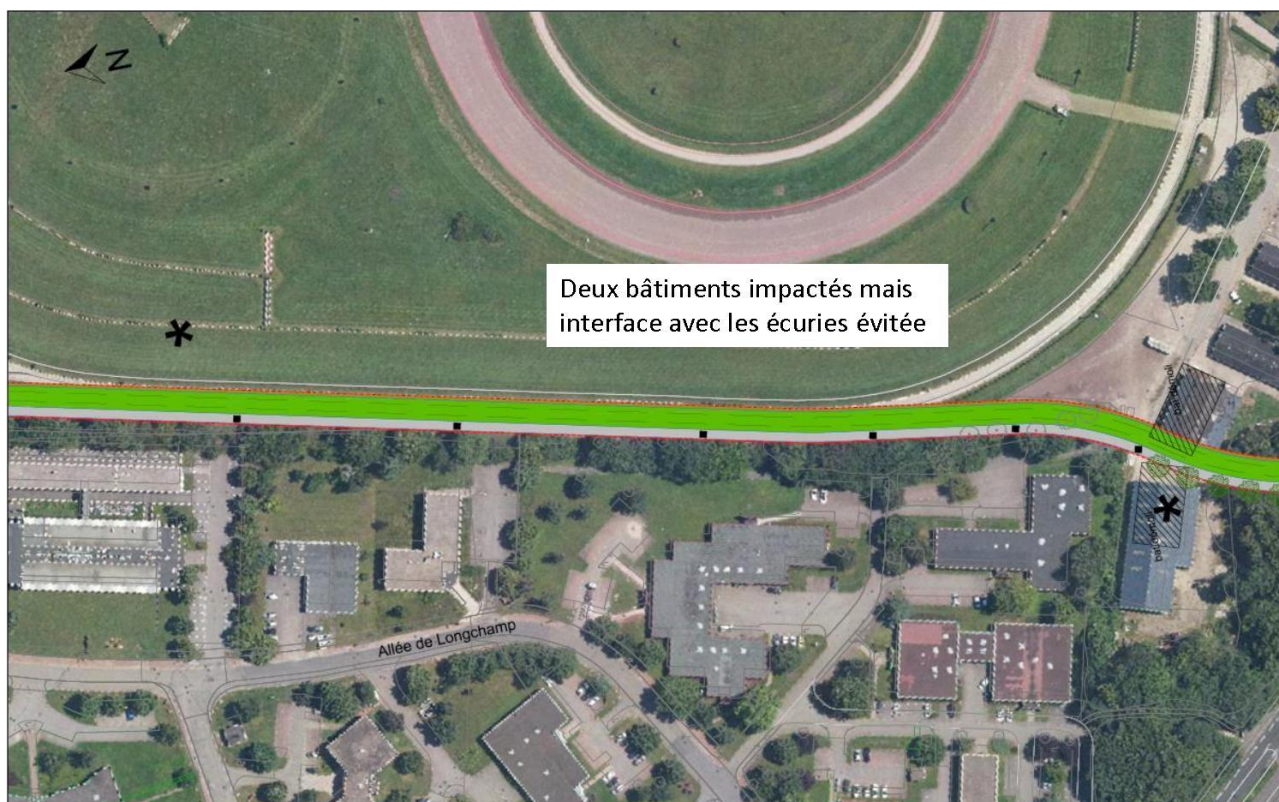 N
Deux bâtiments impactés mais
interface avec les écuries évitée
Allée de Longchamp